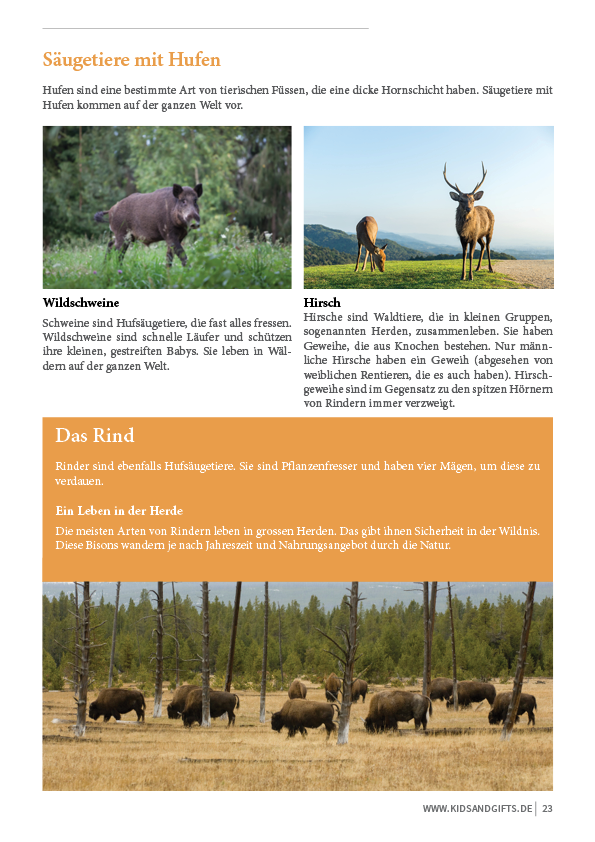 Säugetiere mit Hufen
Hufen sind eine bestimmte Art von tierischen Füssen, die eine dicke Hornschicht haben. Säugetiere mit
Hufen kommen auf der ganzen Welt vor.
Wildschweine
Schweine sind Hufsäugetiere, die fast alles fressen.
Wildschweine sind schnelle Läufer und schützen
ihre kleinen, gestreiften Babys. Sie leben in Wäl-
dern auf der ganzen Welt.
Hirsch
Hirsche sind Waldtiere, die in kleinen Gruppen,
sogenannten Herden, zusammenleben. Sie haben
Geweihe, die aus Knochen bestehen. Nur männ-
liche Hirsche haben ein Geweih (abgesehen von
weiblichen Rentieren, die es auch haben). Hirsch-
geweihe sind im Gegensatz zu den spitzen Hörnern
von Rindern immer verzweigt.
Das Rind
Rinder sind ebenfalls Hufsäugetiere. Sie sind Pflanzenfresser und haben vier Mägen, um diese zu
verdauen.
Ein Leben in der Herde
Die meisten Arten von Rindern leben in grossen Herden. Das gibt ihnen Sicherheit in der Wildnis.
Diese Bisons wandern je nach Jahreszeit und Nahrungsangebot durch die Natur.
WWW.KIDSANDGIFTS.DE | 23